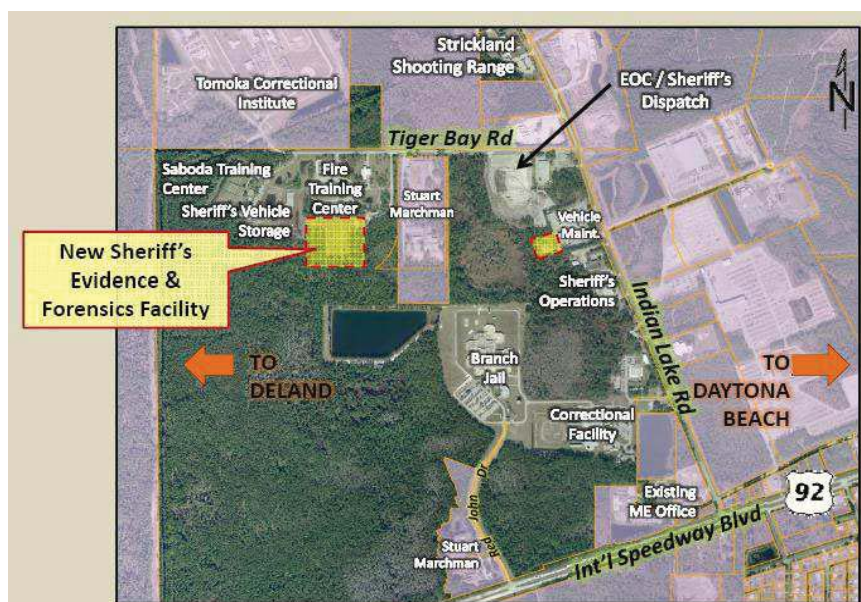 Strickland
Shooting Range
EOC / Sheriff's
Dispatch
N
Tomoka Correctional
Institute
Tiger Bay Rd
Saboda Training
Center
Fire
Training
Center
Sheriff's Vehicle
Storage
Stuart
Marchman
Vehicle
Maint.
New Sheriff's
Evidence &
Forensics Facility
Sheriff's
Operations
Indian Lake Rd
TO
DELAND
Branch
Jail
TO
DAYTONA
BEACH
Correctional
Facility
Red John Dr
Existing
ME Office
92
Stuart
Marchman
Int'l Speedway Blvd